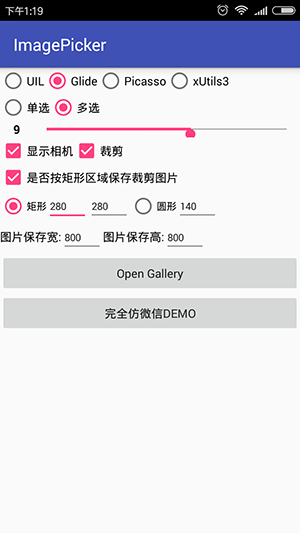 下午1:19
ImagePicker
UIL Glide Picasso xUtils3
单选 多选
9
显示相机 裁剪
是否按矩形区域保存裁剪图片
矩形 280 280 圆形 140
图片保存宽: 800 图片保存高: 800
Open Gallery
完全仿微信DEMO